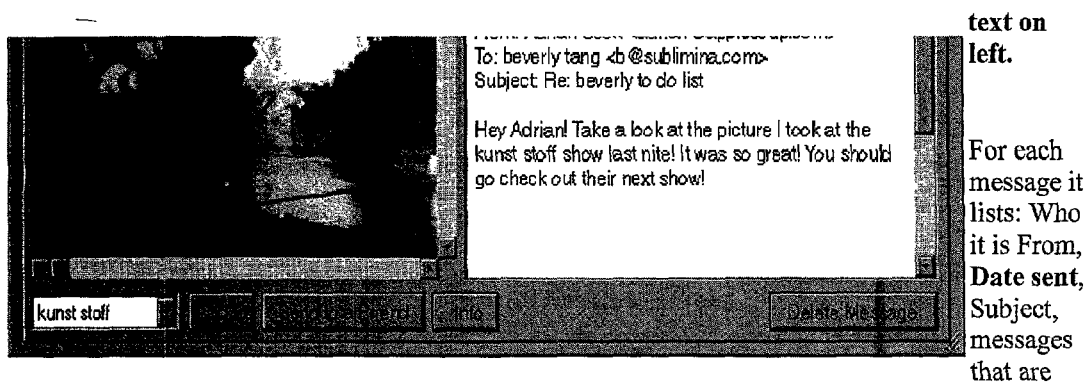 To: beverly tang <b@sublimina.com>
Subject: Re: beverly to do list
Hey Adrian! Take a look at the picture I took at the
kunst stoff show last nite! It was so great! You should
go check out their next show!
kunst stoff
Info
Delete Message
text on
left.
For each
message it
lists: Who
it is From,
Date sent,
Subject,
messages
that are